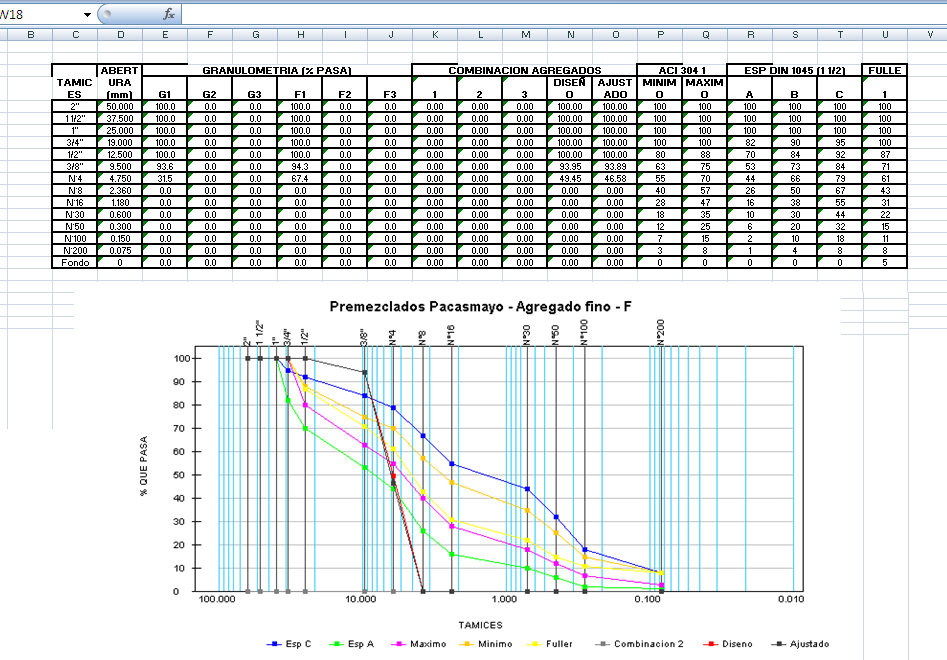 W18 fx
B C D E F G H I J K L M N O P Q R S T U V
TAMICES ABERTURA (mm) GRANULOMETRIA (% PASA) COMBINACION AGREGADOS ACI 304 1 ESP DIN 1045 (1 1/2) FULLE
G1 G2 G3 F1 F2 F3 1 2 3 DISEÑO AJUSTADO MINIMO MAXIMO A B C 1
2" 50.000 100.0 0.0 0.0 100.0 0.0 0.0 0.00 0.00 0.00 100.00 100.00 100 100 100 100 100 100
1 1/2" 37.500 100.0 0.0 0.0 100.0 0.0 0.0 0.00 0.00 0.00 100.00 100.00 100 100 100 100 100 100
1" 25.000 100.0 0.0 0.0 100.0 0.0 0.0 0.00 0.00 0.00 100.00 100.00 100 100 100 100 100 100
3/4" 19.000 100.0 0.0 0.0 100.0 0.0 0.0 0.00 0.00 0.00 100.00 100.00 100 100 82 90 95 100
1/2" 12.500 100.0 0.0 0.0 100.0 0.0 0.0 0.00 0.00 0.00 100.00 100.00 80 88 70 84 92 87
3/8" 9.500 93.6 0.0 0.0 94.3 0.0 0.0 0.00 0.00 0.00 93.95 93.89 63 75 53 73 84 71
N°4 4.750 31.5 0.0 0.0 67.4 0.0 0.0 0.00 0.00 0.00 49.45 46.58 55 70 44 66 79 61
N°8 2.360 0.0 0.0 0.0 0.0 0.0 0.0 0.00 0.00 0.00 0.00 0.00 40 57 26 50 67 43
N°16 1.180 0.0 0.0 0.0 0.0 0.0 0.0 0.00 0.00 0.00 0.00 0.00 28 47 16 38 55 31
N°30 0.600 0.0 0.0 0.0 0.0 0.0 0.0 0.00 0.00 0.00 0.00 0.00 18 35 10 30 44 22
N°50 0.300 0.0 0.0 0.0 0.0 0.0 0.0 0.00 0.00 0.00 0.00 0.00 12 25 6 20 32 15
N°100 0.150 0.0 0.0 0.0 0.0 0.0 0.0 0.00 0.00 0.00 0.00 0.00 7 15 2 10 18 11
N°200 0.075 0.0 0.0 0.0 0.0 0.0 0.0 0.00 0.00 0.00 0.00 0.00 3 8 1 4 8 8
Fondo 0 0.0 0.0 0.0 0.0 0.0 0.0 0.00 0.00 0.00 0.00 0.00 0 0 0 0 0 5
Premezclados Pacasmayo - Agregado fino - F
2" 1 1/2" 1" 3/4" 1/2" 3/8" N°4 N°8 N°16 N°30 N°50 N°100 N°200
100
90
80
70
60
50
40
30
20
10
0
% QUE PASA
100.000 10.000 1.000 0.100 0.010
TAMICES
Esp C Esp A Maximo Minimo Fuller Combinacion 2 Diseno Ajustado